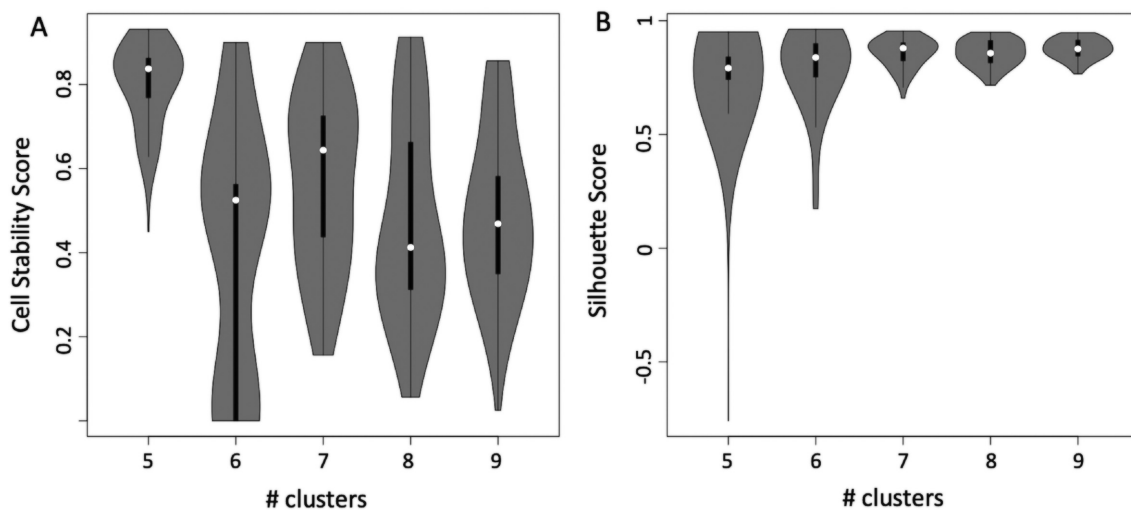 A
Cell Stability Score
0.8
0.6
0.4
0.2
5 6 7 8 9
# clusters
B
Silhouette Score
1
0.5
0
-0.5
5 6 7 8 9
# clusters